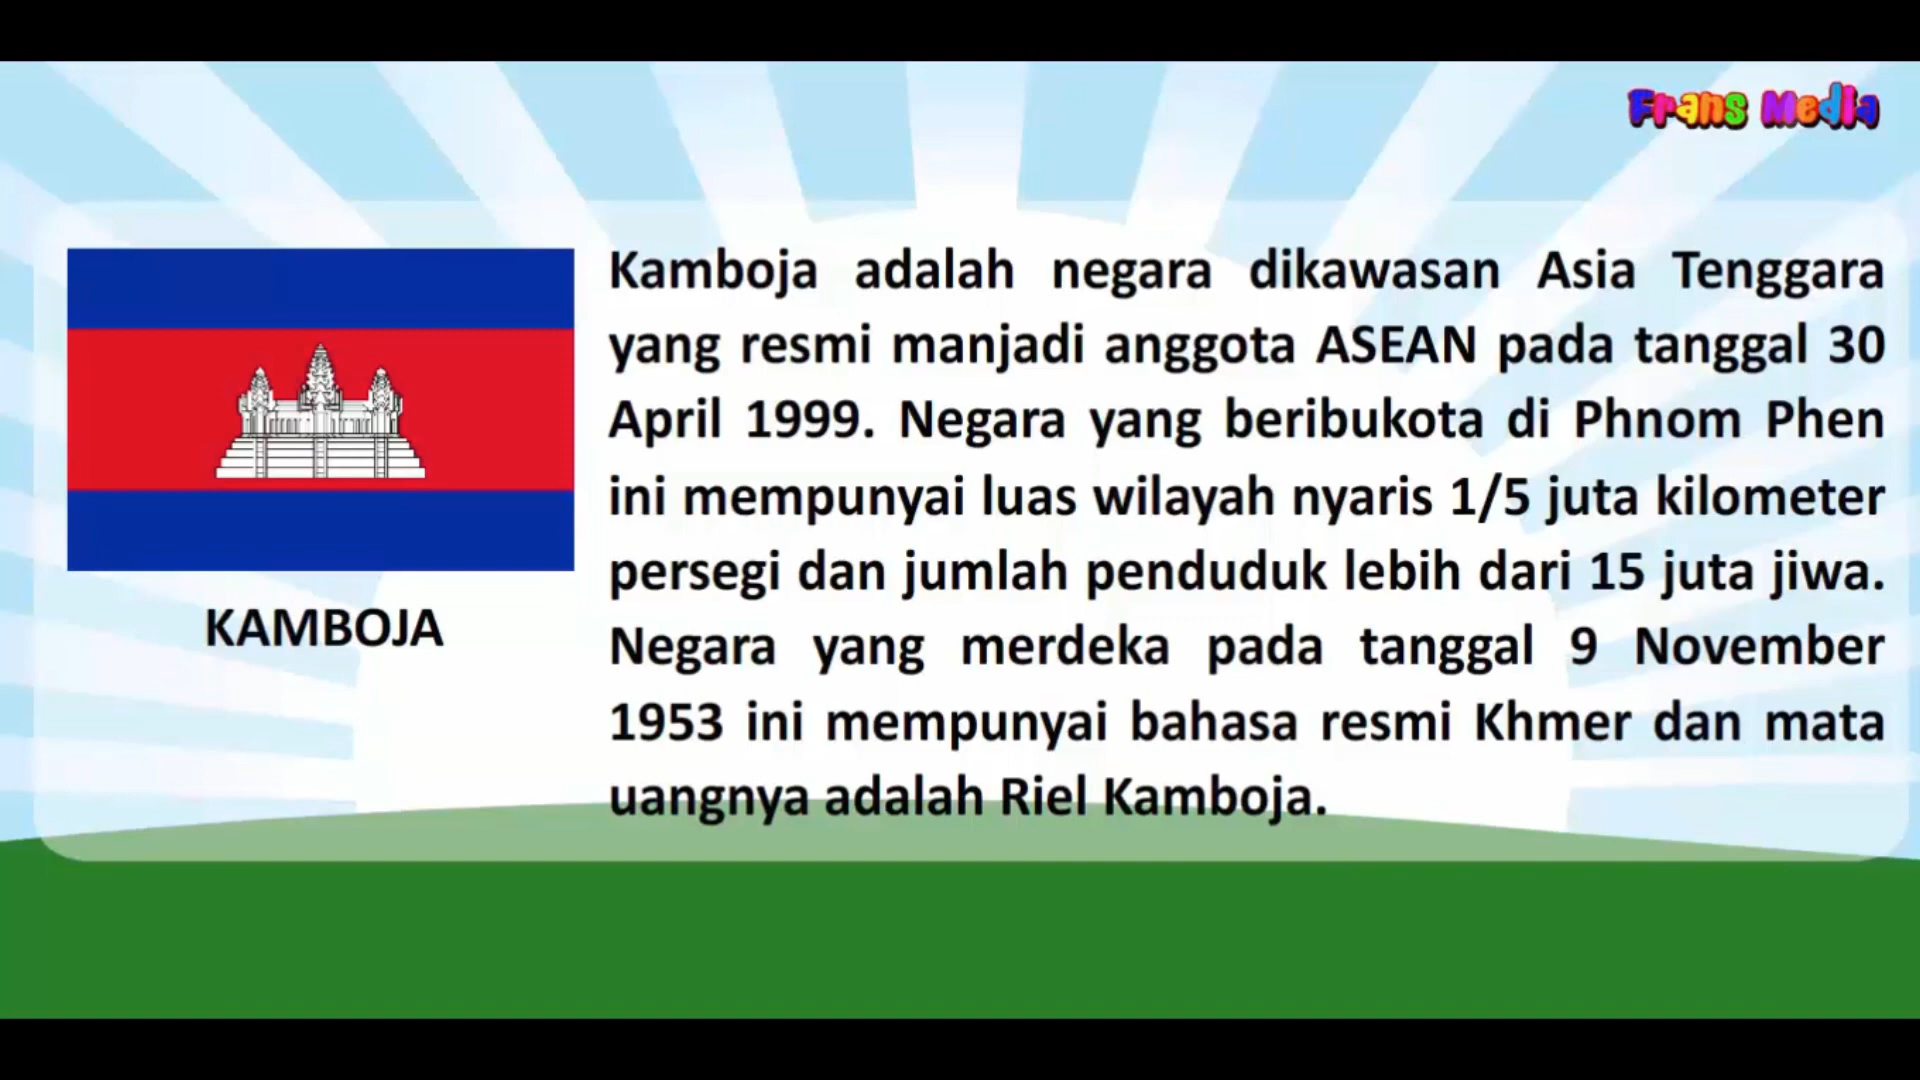 Frans Media
Kamboja adalah negara dikawasan Asia Tenggara
yang resmi manjadi anggota ASEAN pada tanggal 30
April 1999. Negara yang beribukota di Phnom Phen
ini mempunyai luas wilayah nyaris 1/5 juta kilometer
persegi dan jumlah penduduk lebih dari 15 juta jiwa.
Negara yang merdeka pada tanggal 9 November
1953 ini mempunyai bahasa resmi Khmer dan mata
uangnya adalah Riel Kamboja.
KAMBOJA